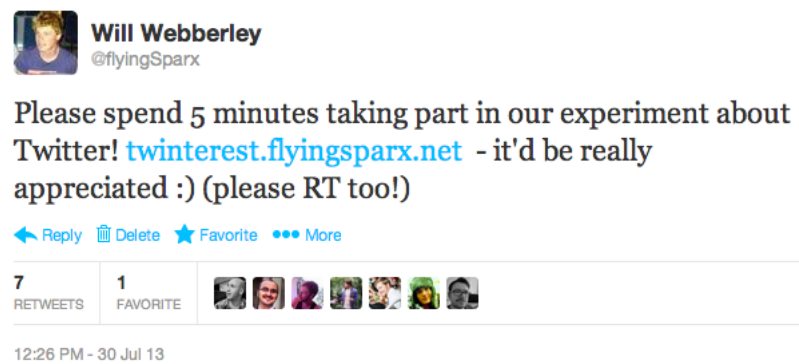 Will Webberley
@flyingSparx
Please spend 5 minutes taking part in our experiment about
Twitter! twinterest.flyingsparx.net - it'd be really
appreciated :) (please RT too!)
Reply Delete Favorite More
7 1
RETWEETS FAVORITE
12:26 PM - 30 Jul 13